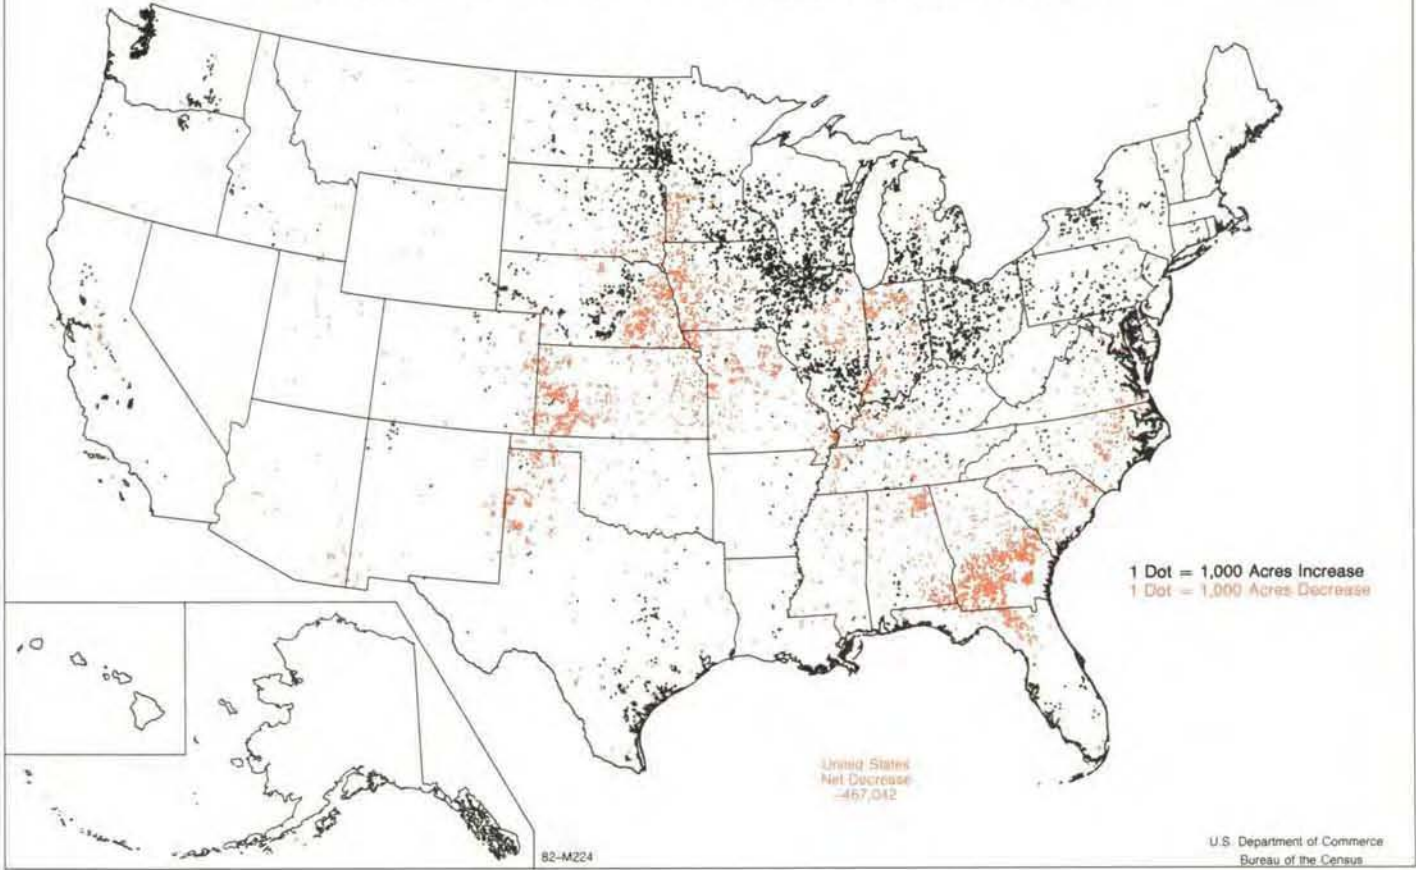 1 Dot = 1,000 Acres Increase
1 Dot = 1,000 Acres Decrease
United States
Net Decrease
-467,042
82-M224
U.S. Department of Commerce
Bureau of the Census